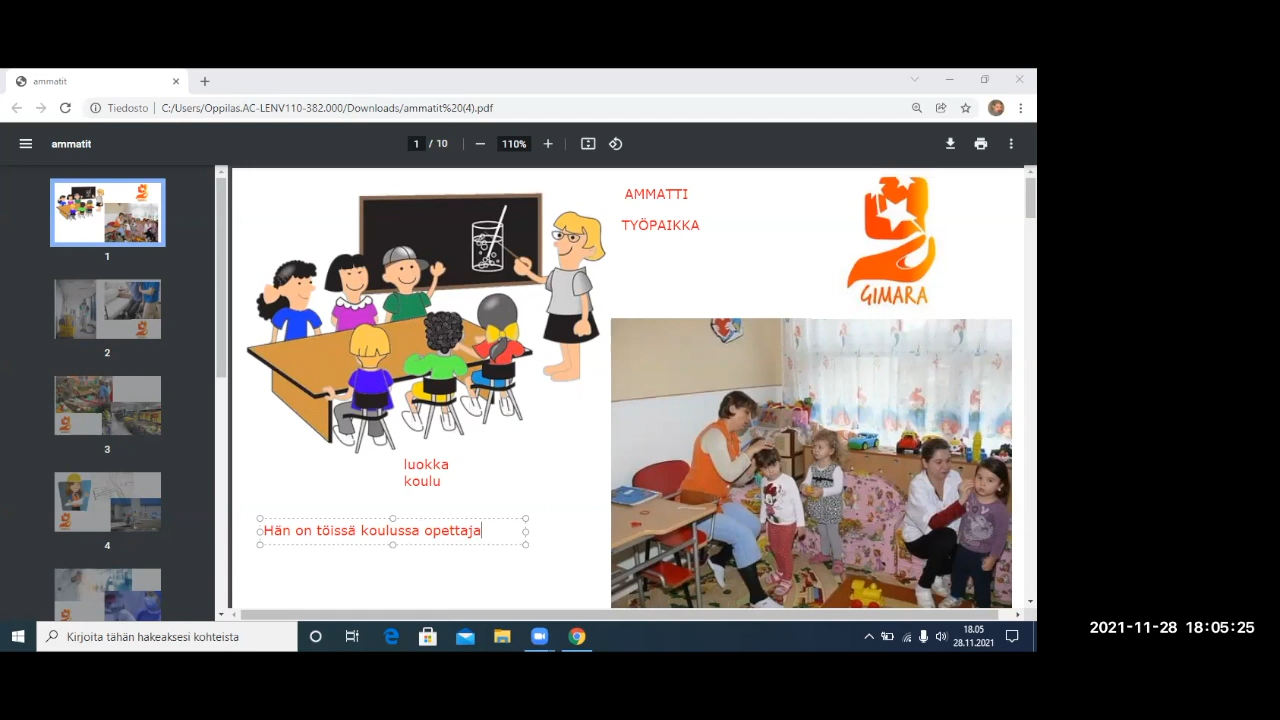 ammatit
Tiedosto | C:/Users/Oppilas.AC-LENV110-382.000/Downloads/ammatit%20(4).pdf
ammatit
1 / 10
110%
AMMATTI
TYÖPAIKKA
GIMARA
1
2
3
4
luokka
koulu
Hän on töissä koulussa opettaja
Kirjoita tähän hakeaksesi kohteista
18.05
28.11.2021
2021-11-28 18:05:25